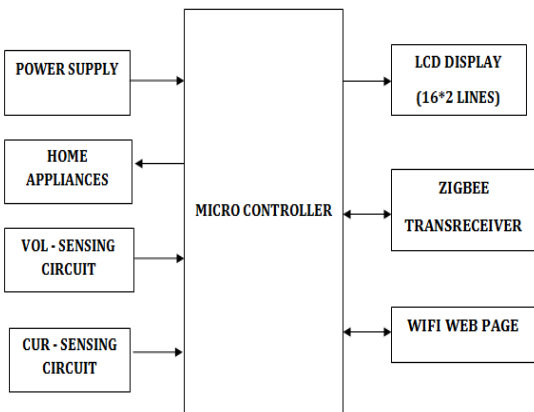 POWER SUPPLY
HOME
APPLIANCES
VOL - SENSING
CIRCUIT
CUR - SENSING
CIRCUIT
MICRO CONTROLLER
LCD DISPLAY
(16*2 LINES)
ZIGBEE
TRANSRECEIVER
WIFI WEB PAGE